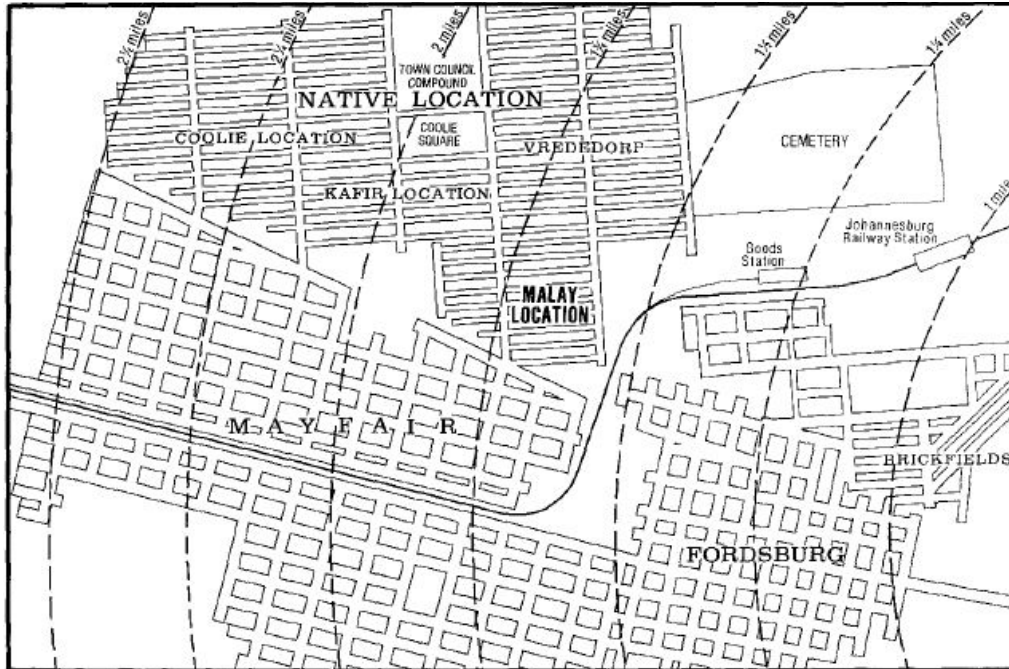 2½ miles
2¼ miles
2 miles
1¾ miles
1½ miles
1¼ miles
1 mile
TOWN COUNCIL
COMPOUND
NATIVE LOCATION
COOLIE LOCATION
COOLIE
SQUARE
VREDEDORP
CEMETERY
KAFIR LOCATION
Johannesburg
Railway Station
Goods
Station
MALAY
LOCATION
MAYFAIR
BRICKFIELDS
FORDSBURG